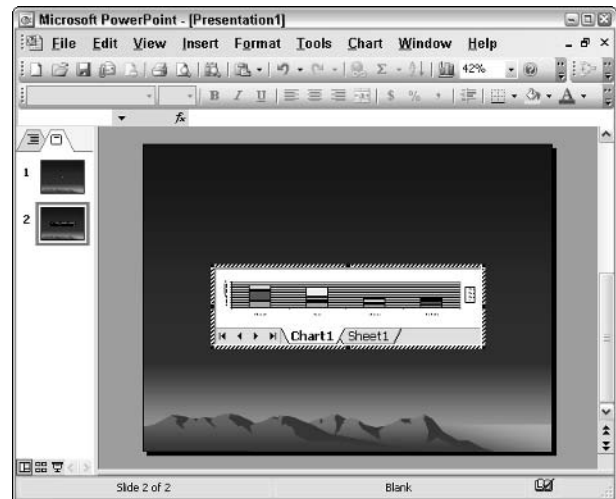 Microsoft PowerPoint - [Presentation1]
File Edit View Insert Format Tools Chart Window Help
42%
B I U $ % , A
fx
1
2
Chart1 Sheet1
Slide 2 of 2 Blank